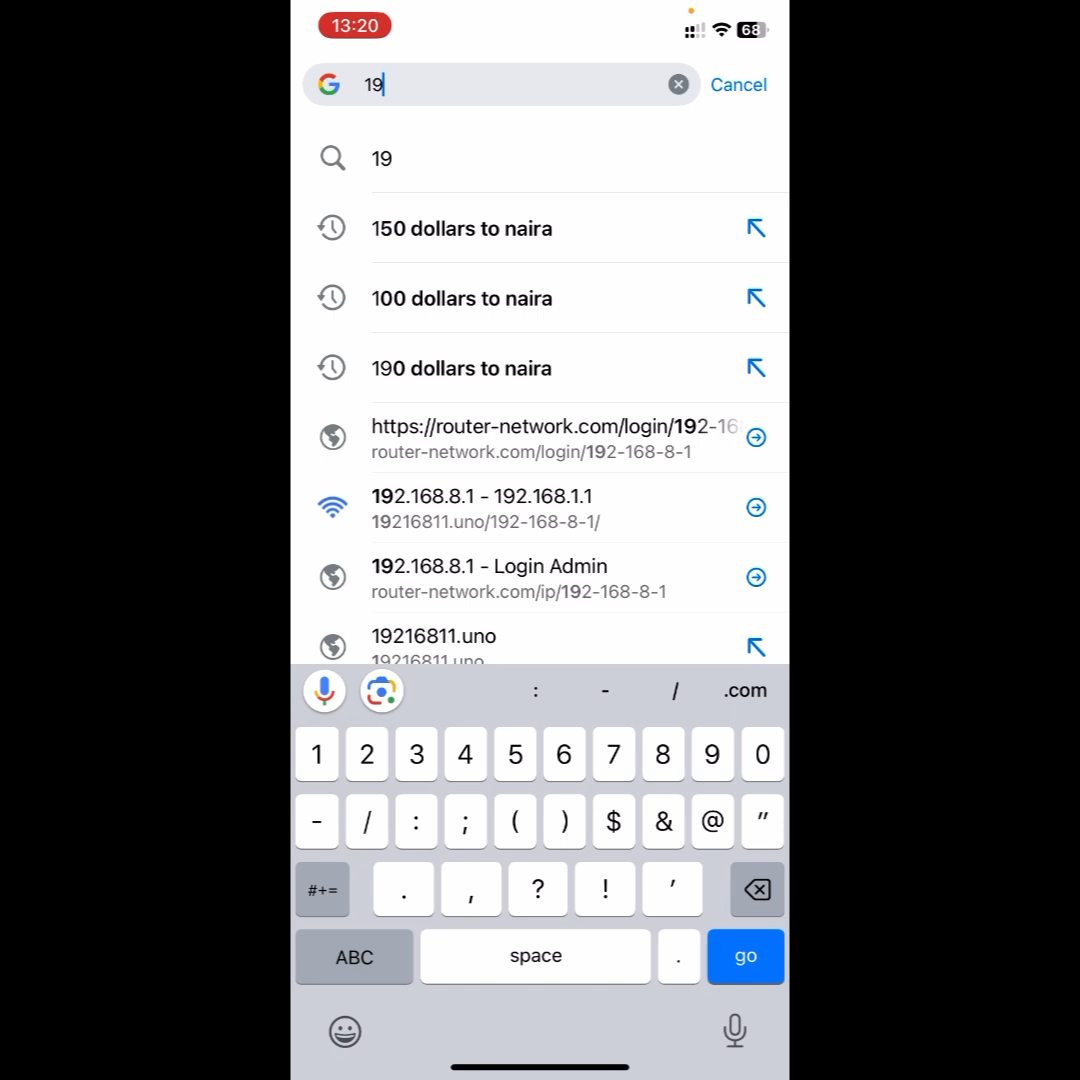 13:20
68
19
Cancel
19
150 dollars to naira
100 dollars to naira
190 dollars to naira
https://router-network.com/login/192-16
router-network.com/login/192-168-8-1
192.168.8.1 - 192.168.1.1
19216811.uno/192-168-8-1/
192.168.8.1 - Login Admin
router-network.com/ip/192-168-8-1
19216811.uno
19216811.uno
: - / .com
1 2 3 4 5 6 7 8 9 0
- / : ; ( ) $ & @ "
#+= . , ? ! '
ABC space . go